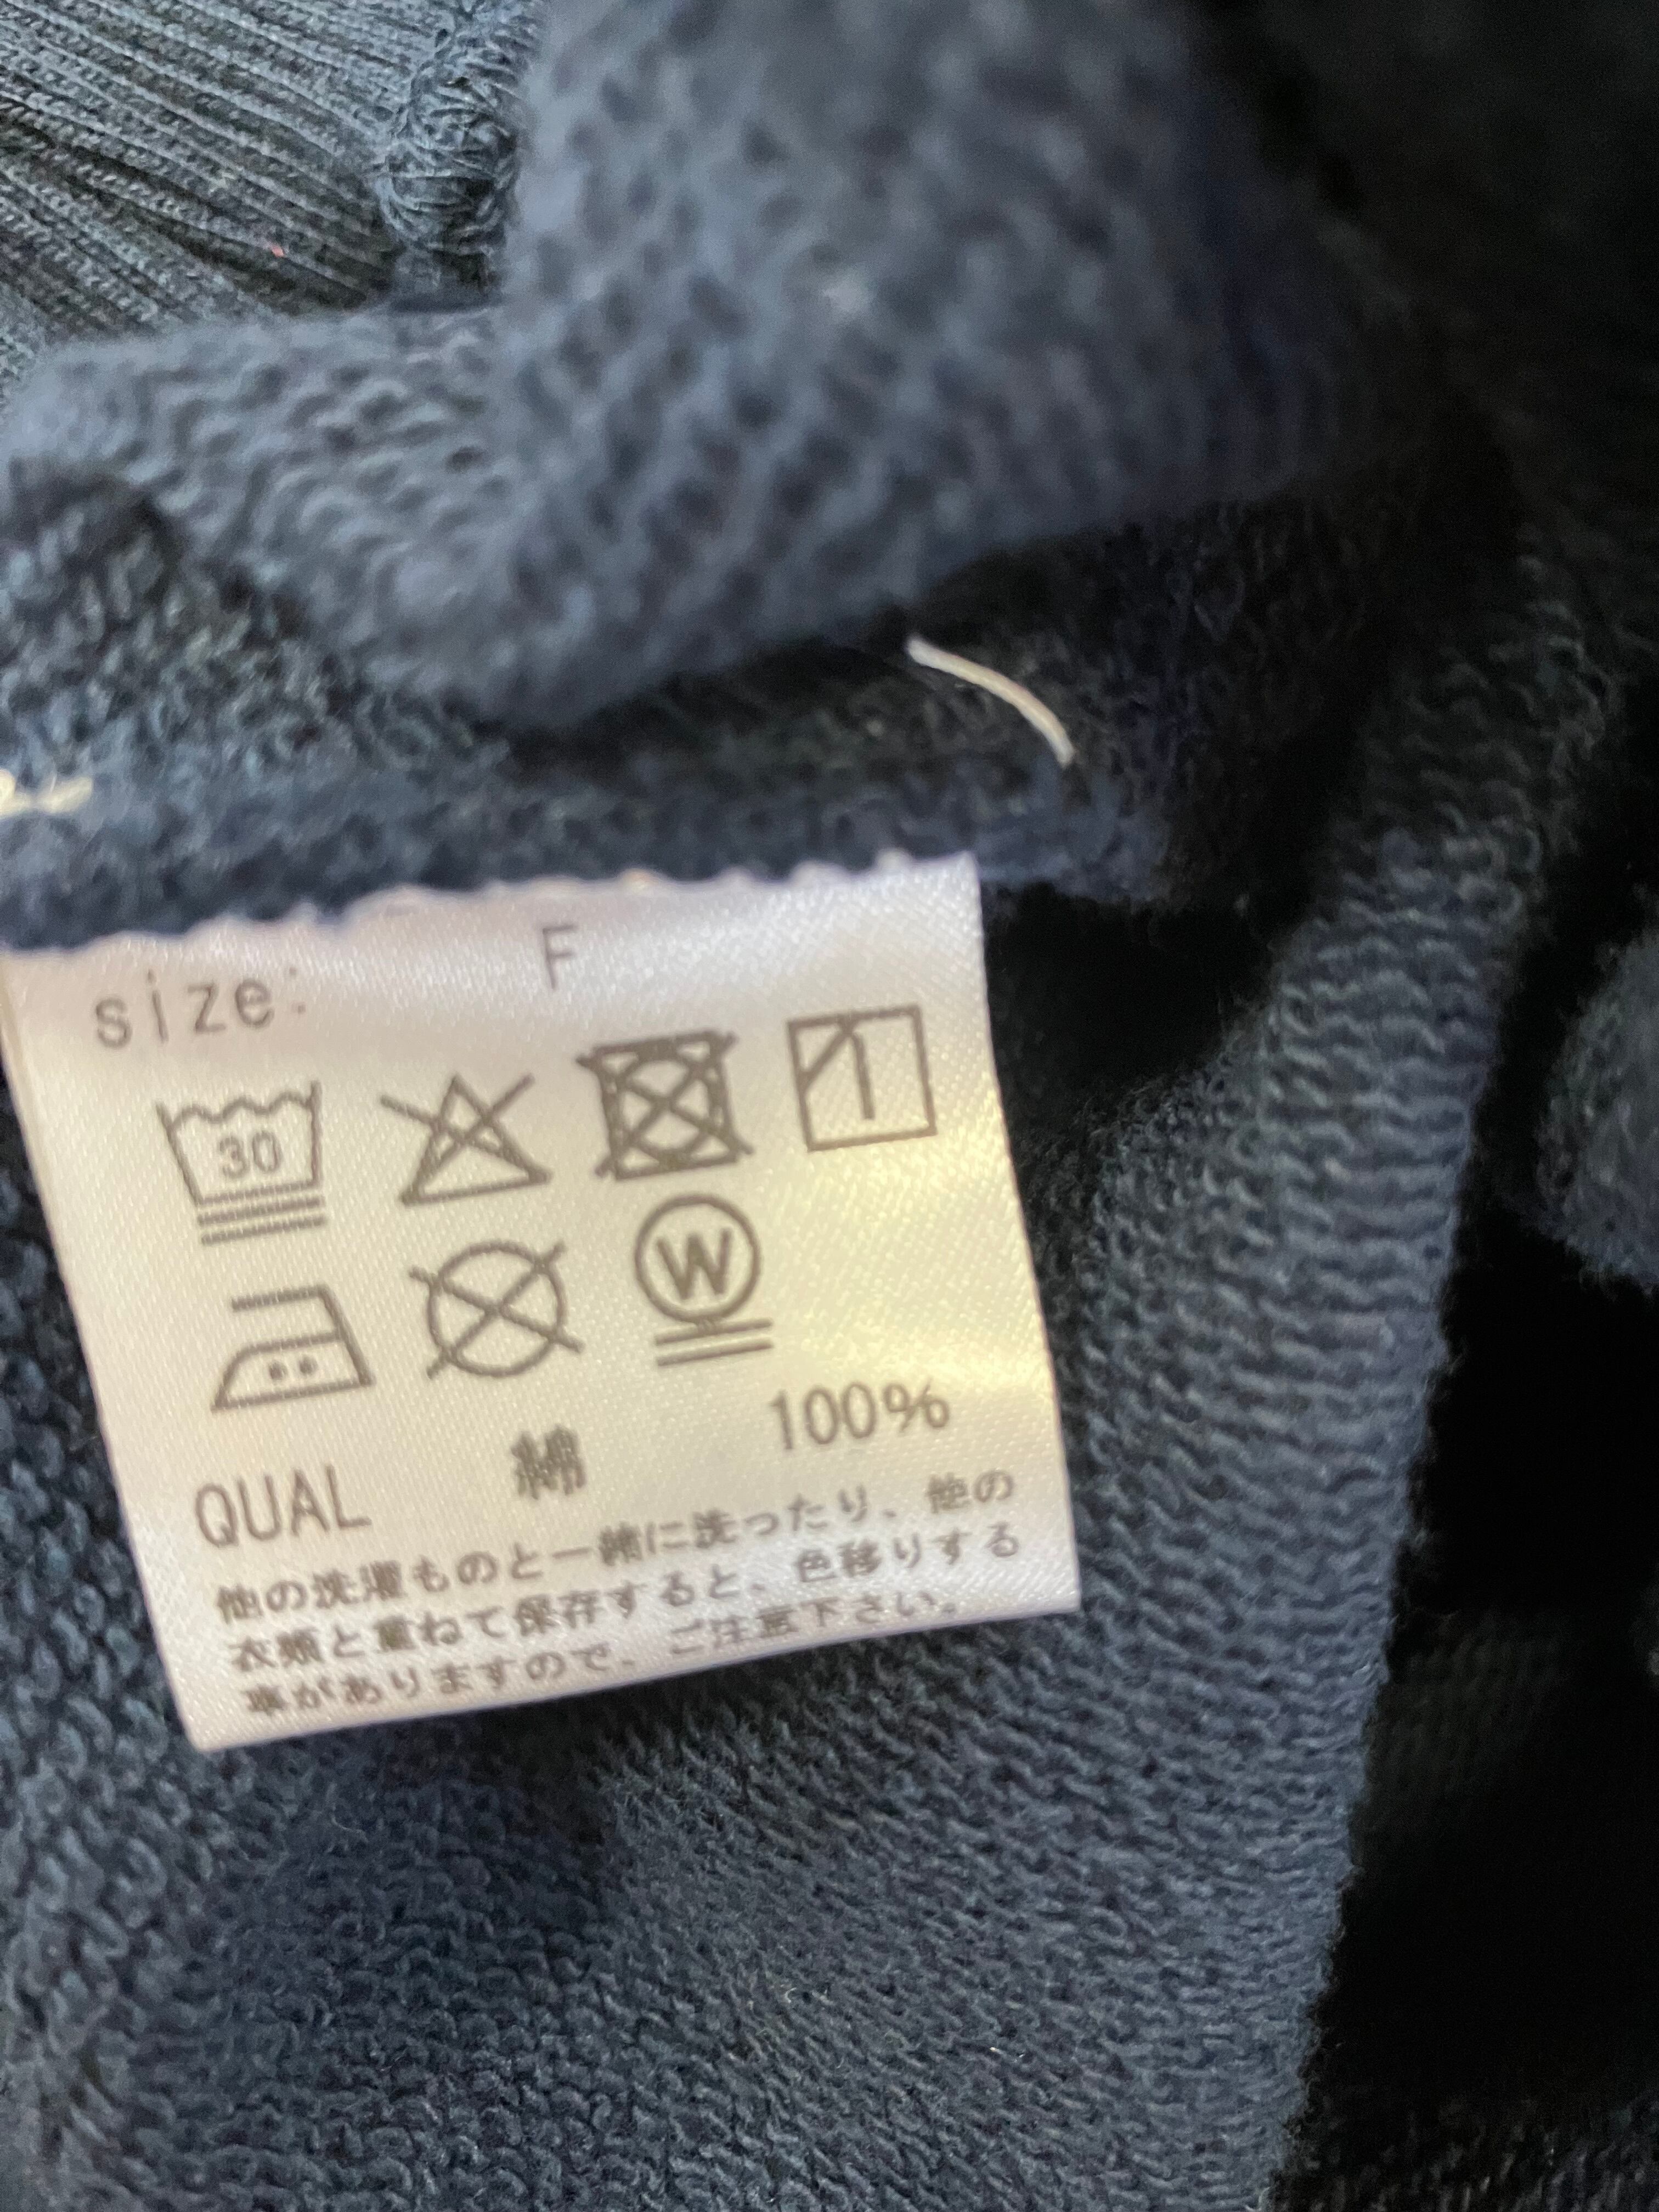 size: F
30
W
QUAL 綿 100%
他の洗濯ものと一緒に洗ったり、他の
衣類と重ねて保存すると、色移りする
事がありますので、ご注意下さい。